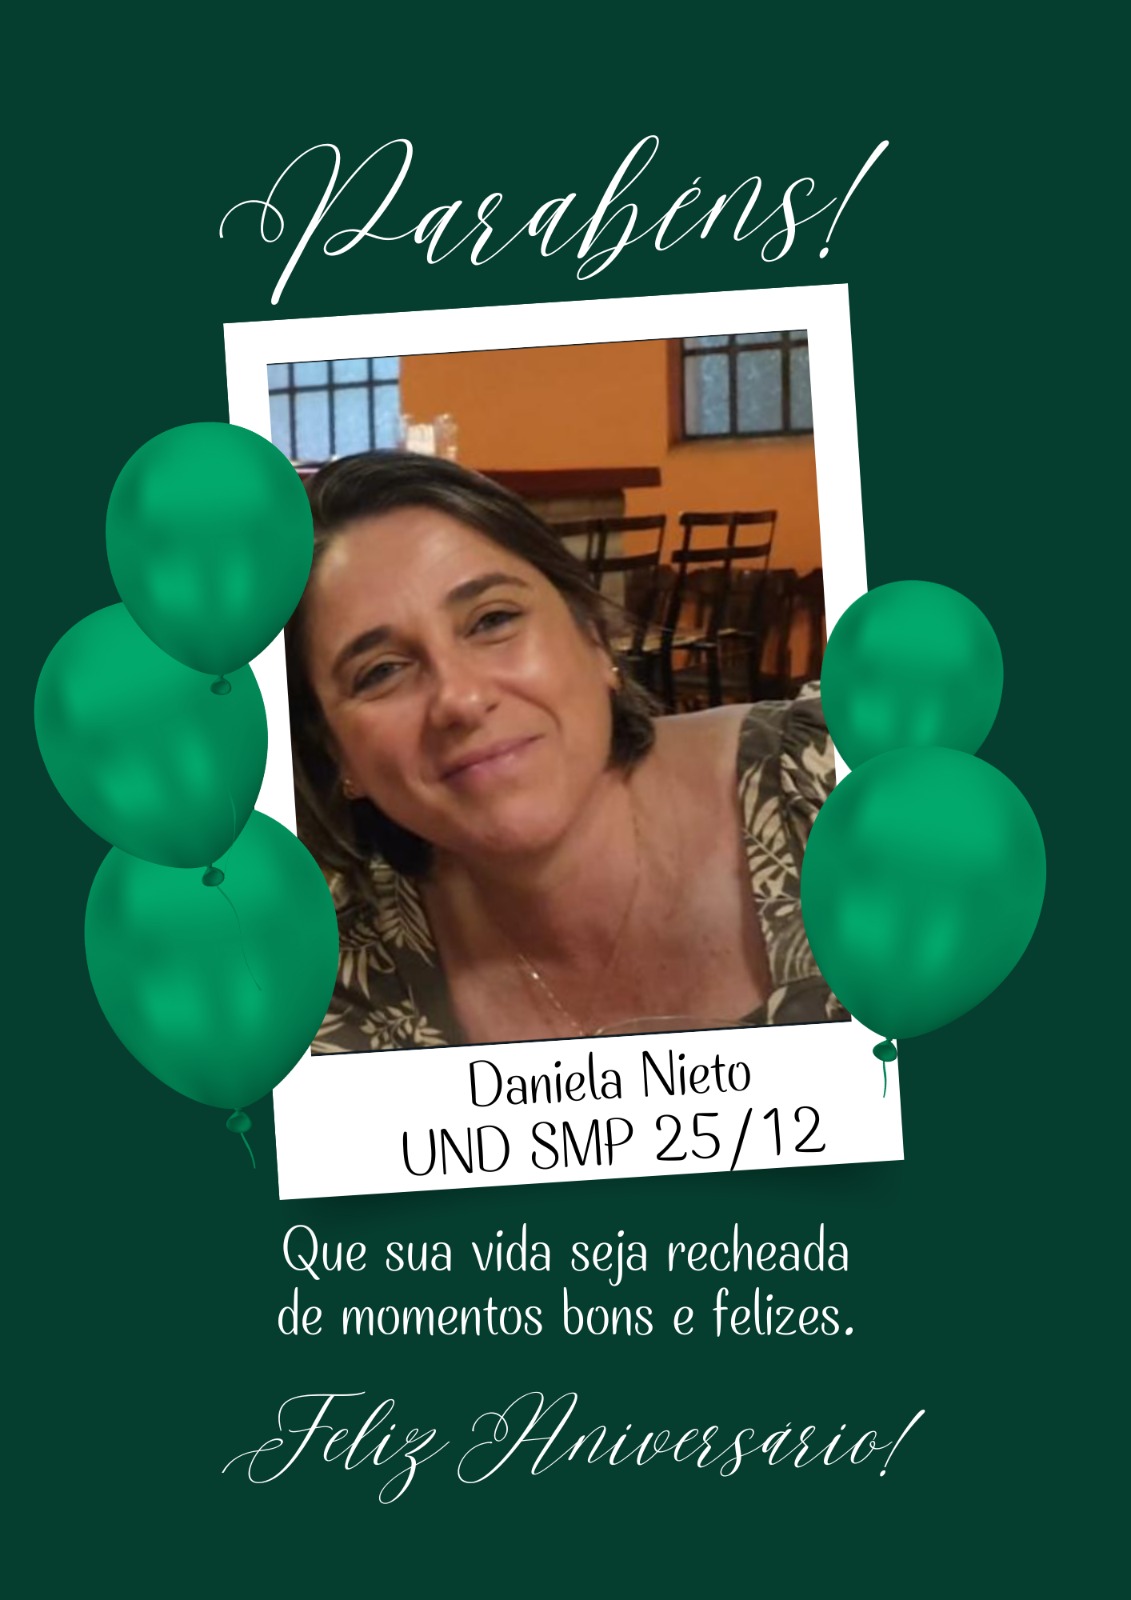 Parabéns!
Daniela Nieto
UND SMP 25/12
Que sua vida seja recheada
de momentos bons e felizes.
Feliz Aniversário!